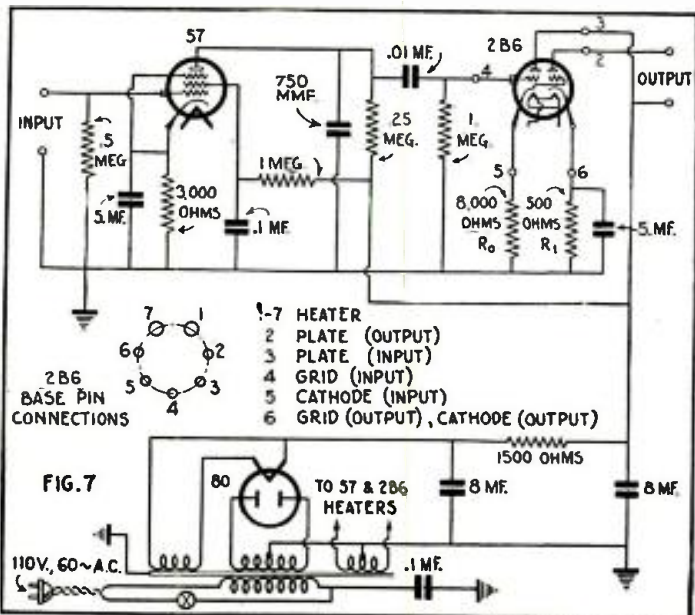 57
INPUT
.5
MEG
5. MF.
3,000
OHMS
.1 MF.
1 MEG
750
MMF.
.25
MEG.
.01 MF.
1
MEG.
2B6
4
3
2
OUTPUT
5
8,000
OHMS
R₀
6
500
OHMS
R₁
5. MF.
7
1
6
2
5
3
4
2B6
BASE PIN
CONNECTIONS
1-7 HEATER
2 PLATE (OUTPUT)
3 PLATE (INPUT)
4 GRID (INPUT)
5 CATHODE (INPUT)
6 GRID (OUTPUT), CATHODE (OUTPUT)
FIG.7
80
TO 57 & 2B6
HEATERS
1500 OHMS
8 MF.
8 MF.
110V., 60~A.C.
.1 MF.